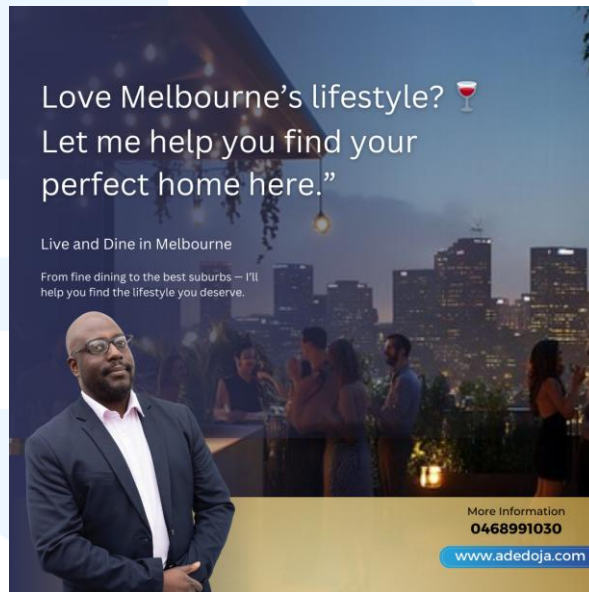 Love Melbourne’s lifestyle? 🍷
Let me help you find your
perfect home here.”
Live and Dine in Melbourne
From fine dining to the best suburbs — I’ll
help you find the lifestyle you deserve.
More Information
0468991030
www.adedoja.com